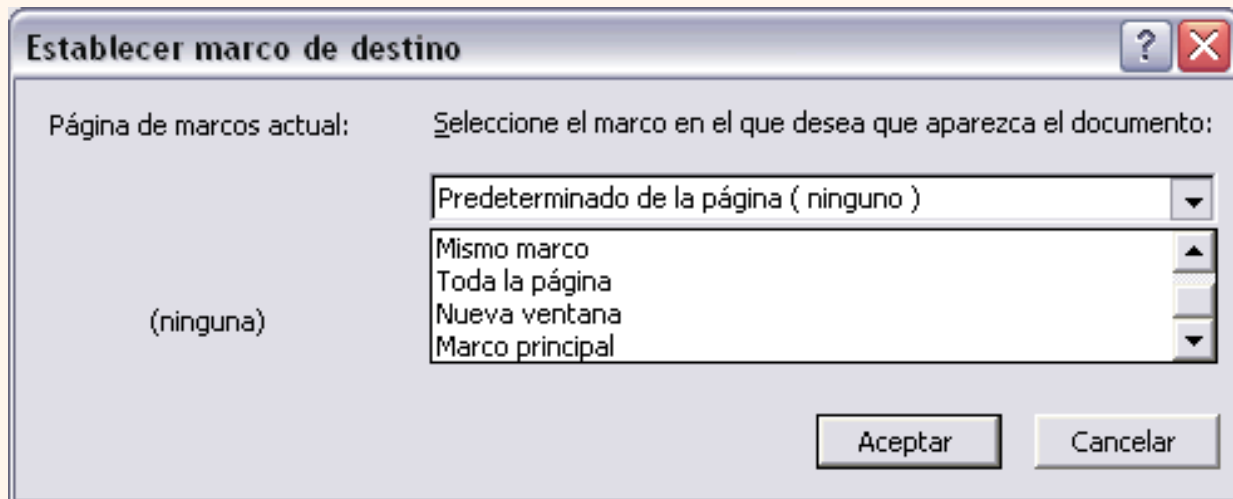 Establecer marco de destino
Página de marcos actual:
Seleccione el marco en el que desea que aparezca el documento:
Predeterminado de la página ( ninguno )
Mismo marco
Toda la página
Nueva ventana
Marco principal
(ninguna)
Aceptar
Cancelar